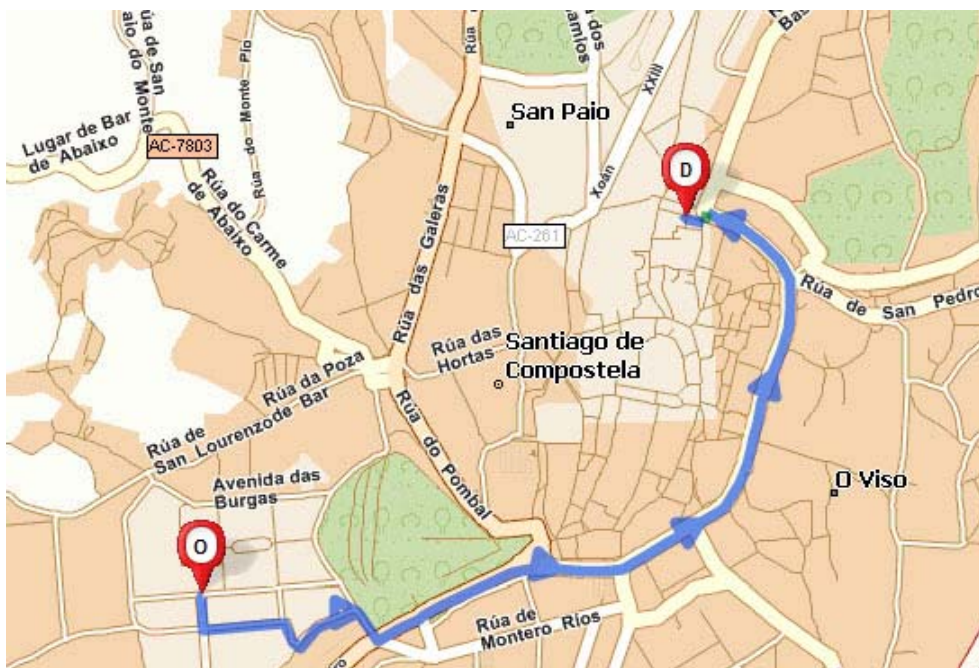 Rúa de San
Paio do Monte
Rúa do Monte Pio
Lugar de Bar
de Abaixo
AC-7803
Rúa do Carme
de Abaixo
Rúa das Galeras
Rúa
San Paio
dos
XXIII
Xoán
AC-261
D
Rúa de San Pedro
Rúa das
Hortas
Santiago de
Compostela
Rúa da Poza
Rúa de
San Lourenzo
de Bar
Rúa do Pombal
Avenida das
Burgas
O Viso
O
Rúa de
Montero Ríos